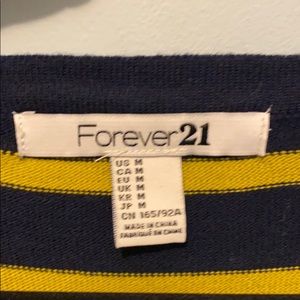 Forever21
US M
CA M
EU M
UK M
KR M
JP M
CN 165/92A
MADE IN CHINA
FABRIQUÉ EN CHINE